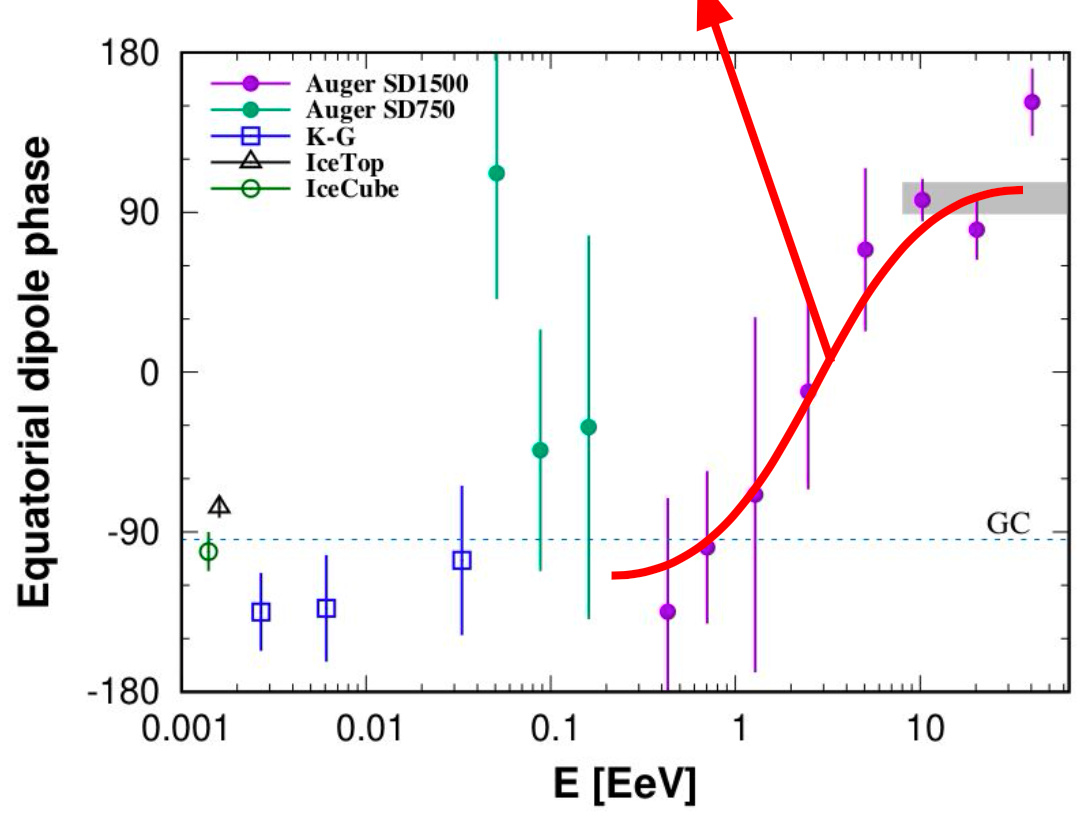 180
90
0
-90
-180
Equatorial dipole phase
Auger SD1500
Auger SD750
K-G
IceTop
IceCube
GC
0.001 0.01 0.1 1 10
E [EeV]